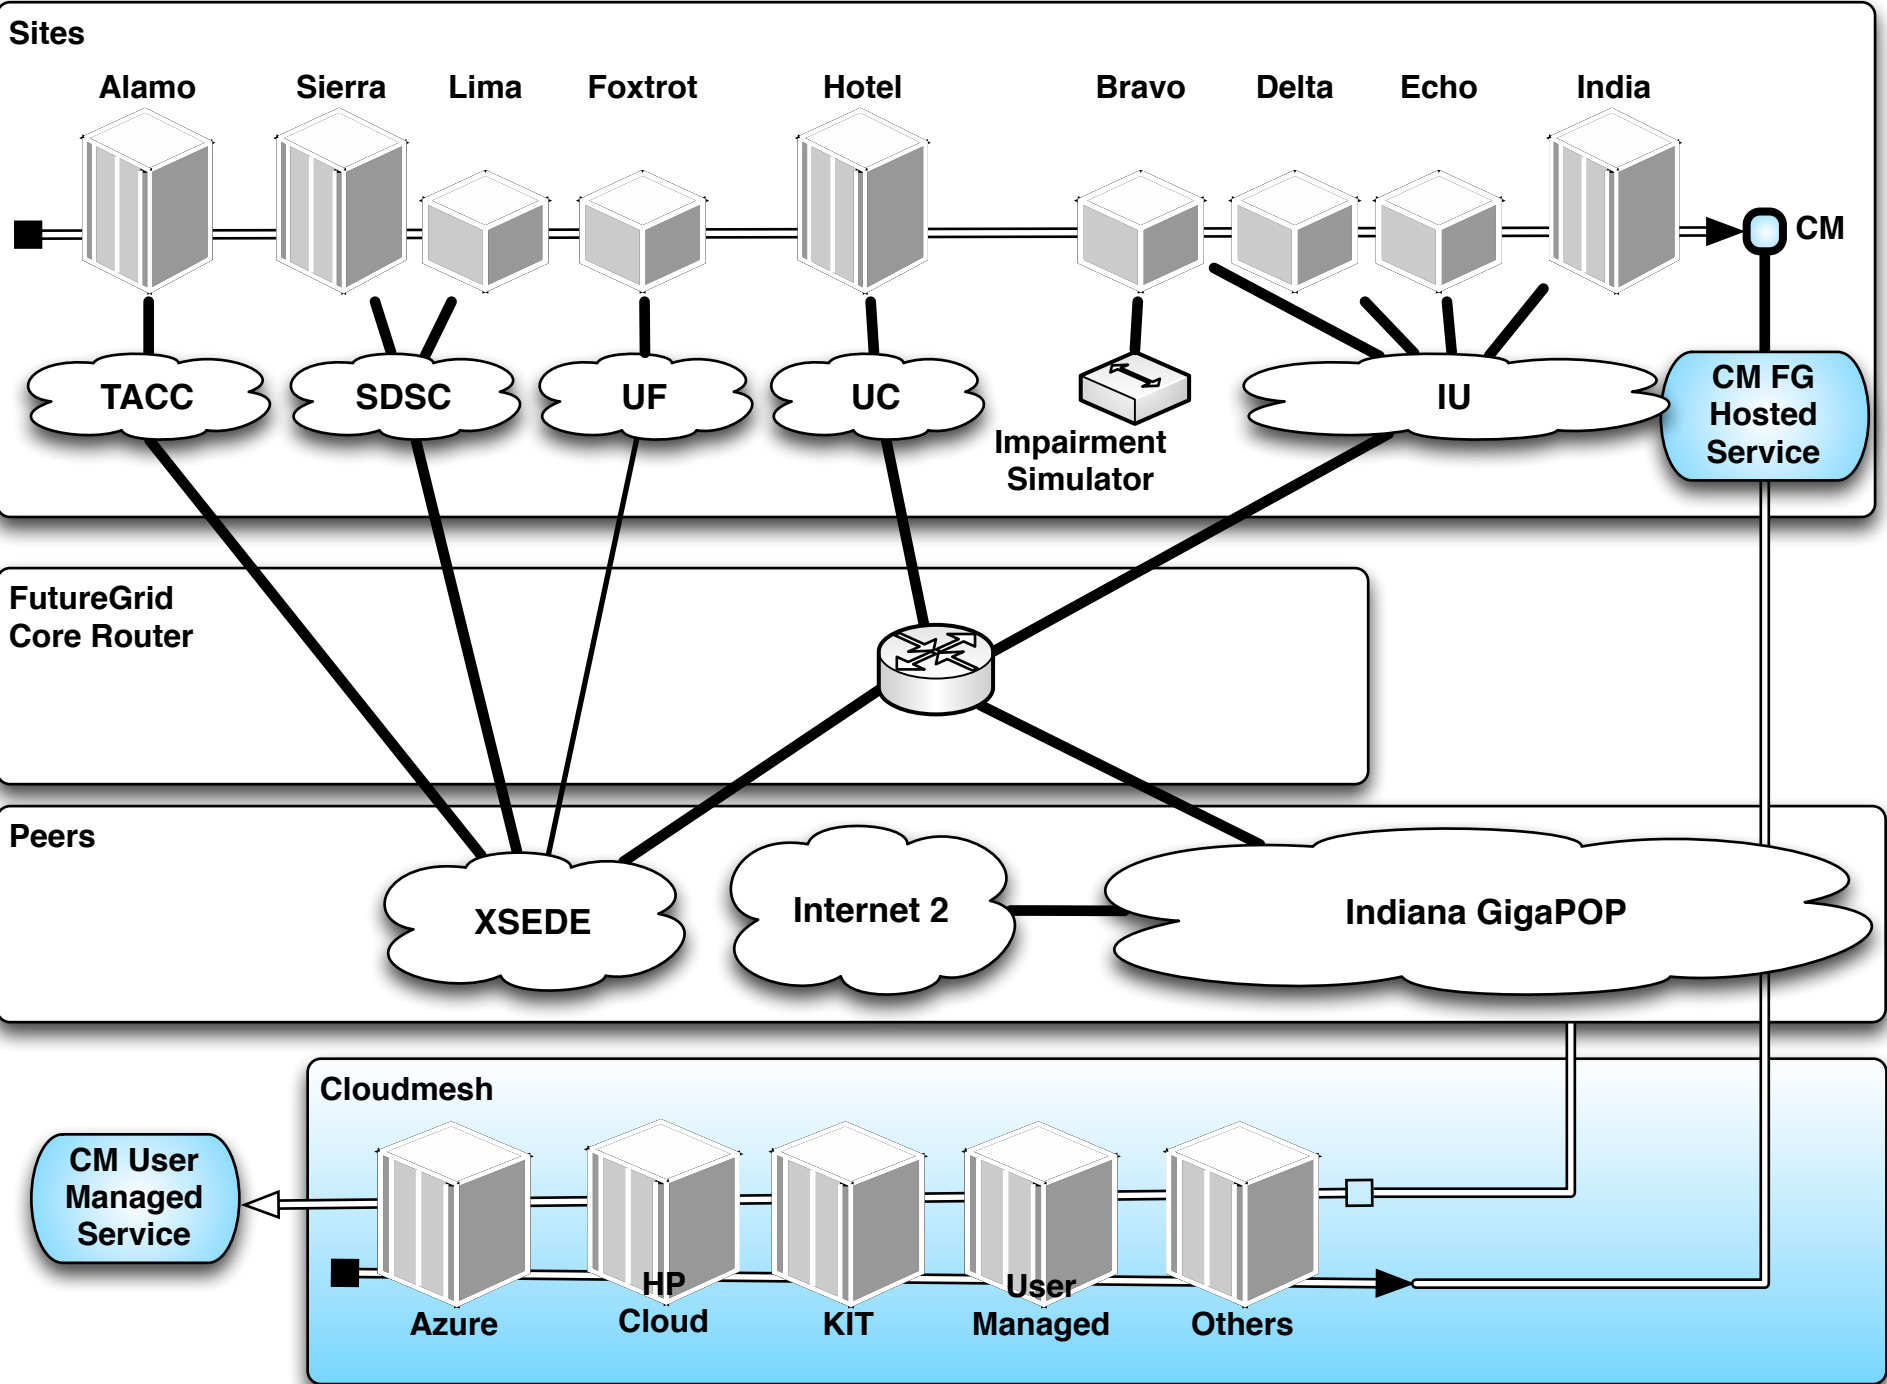 Sites
Alamo
Sierra
Lima
Foxtrot
Hotel
Bravo
Delta
Echo
India
CM
TACC
SDSC
UF
UC
Impairment
Simulator
IU
CM FG
Hosted
Service
FutureGrid
Core Router
Peers
XSEDE
Internet 2
Indiana GigaPOP
Cloudmesh
CM User
Managed
Service
Azure
HP
Cloud
KIT
User
Managed
Others